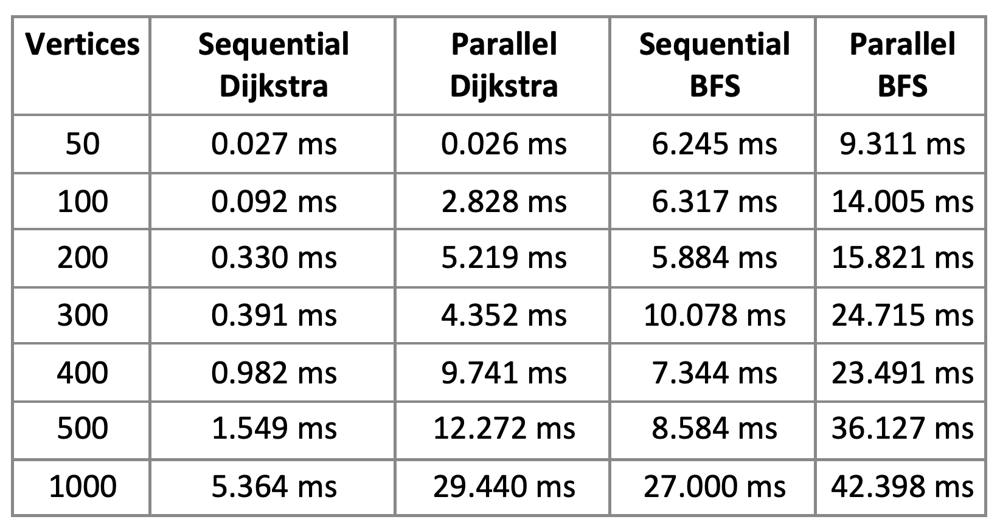 Vertices Sequential Dijkstra Parallel Dijkstra Sequential BFS Parallel BFS
50 0.027 ms 0.026 ms 6.245 ms 9.311 ms
100 0.092 ms 2.828 ms 6.317 ms 14.005 ms
200 0.330 ms 5.219 ms 5.884 ms 15.821 ms
300 0.391 ms 4.352 ms 10.078 ms 24.715 ms
400 0.982 ms 9.741 ms 7.344 ms 23.491 ms
500 1.549 ms 12.272 ms 8.584 ms 36.127 ms
1000 5.364 ms 29.440 ms 27.000 ms 42.398 ms